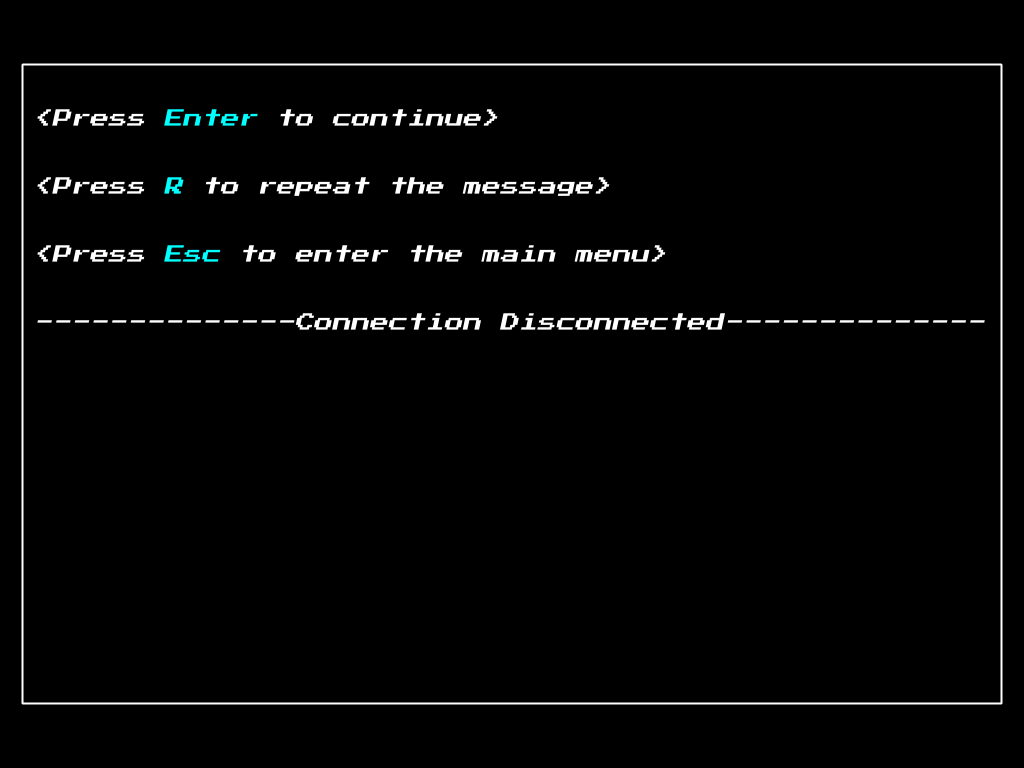 <Press Enter to continue>
<Press R to repeat the message>
<Press Esc to enter the main menu>
--------------Connection Disconnected--------------